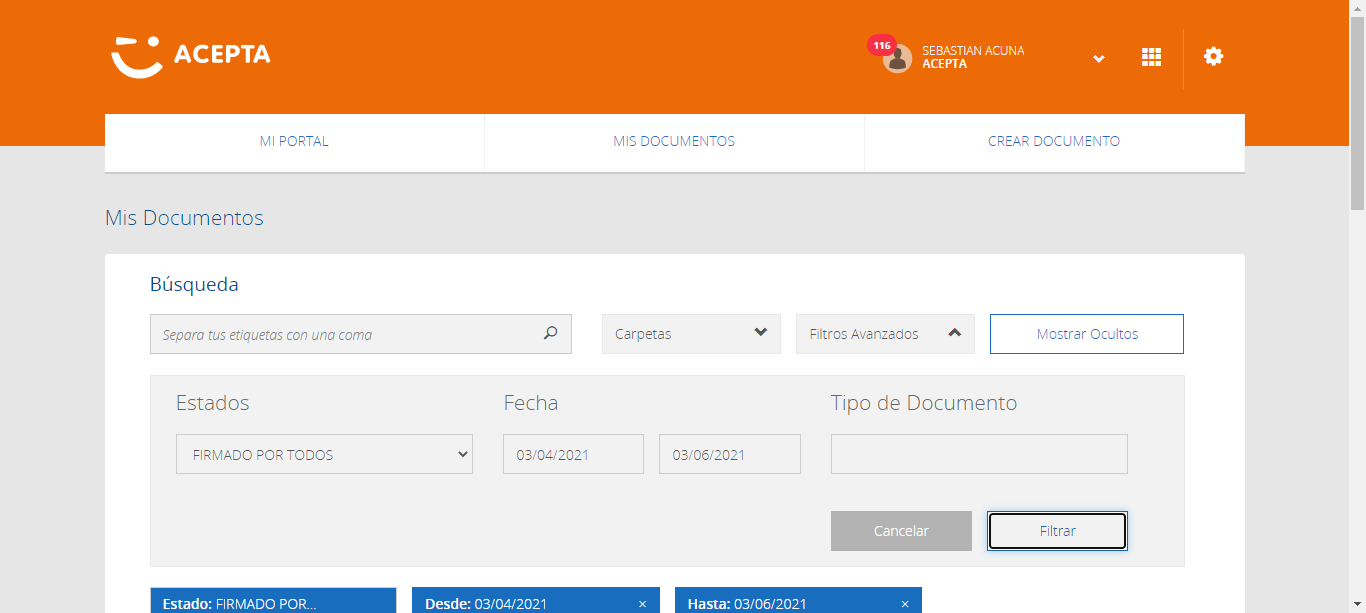 ACEPTA
116
SEBASTIAN ACUNA
ACEPTA
MI PORTAL
MIS DOCUMENTOS
CREAR DOCUMENTO
Mis Documentos
Búsqueda
Separa tus etiquetas con una coma
Carpetas
Filtros Avanzados
Mostrar Ocultos
Estados
Fecha
Tipo de Documento
FIRMADO POR TODOS
03/04/2021
03/06/2021
Cancelar
Filtrar
Estado: FIRMADO POR...
Desde: 03/04/2021 ×
Hasta: 03/06/2021 ×